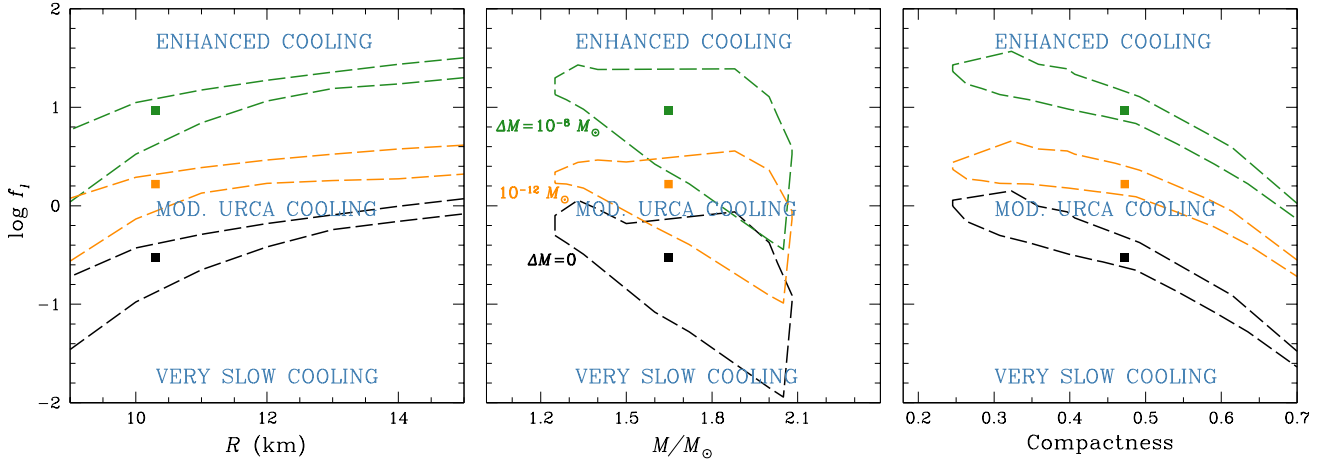 2
1
0
−1
−2
log f_l
ENHANCED COOLING
MOD. URCA COOLING
VERY SLOW COOLING
10 12 14
R (km)
ENHANCED COOLING
ΔM=10⁻⁸ M☉
10⁻¹² M☉
MOD. URCA COOLING
ΔM=0
VERY SLOW COOLING
1.2 1.5 1.8 2.1
M/M☉
ENHANCED COOLING
MOD. URCA COOLING
VERY SLOW COOLING
0.2 0.3 0.4 0.5 0.6 0.7
Compactness